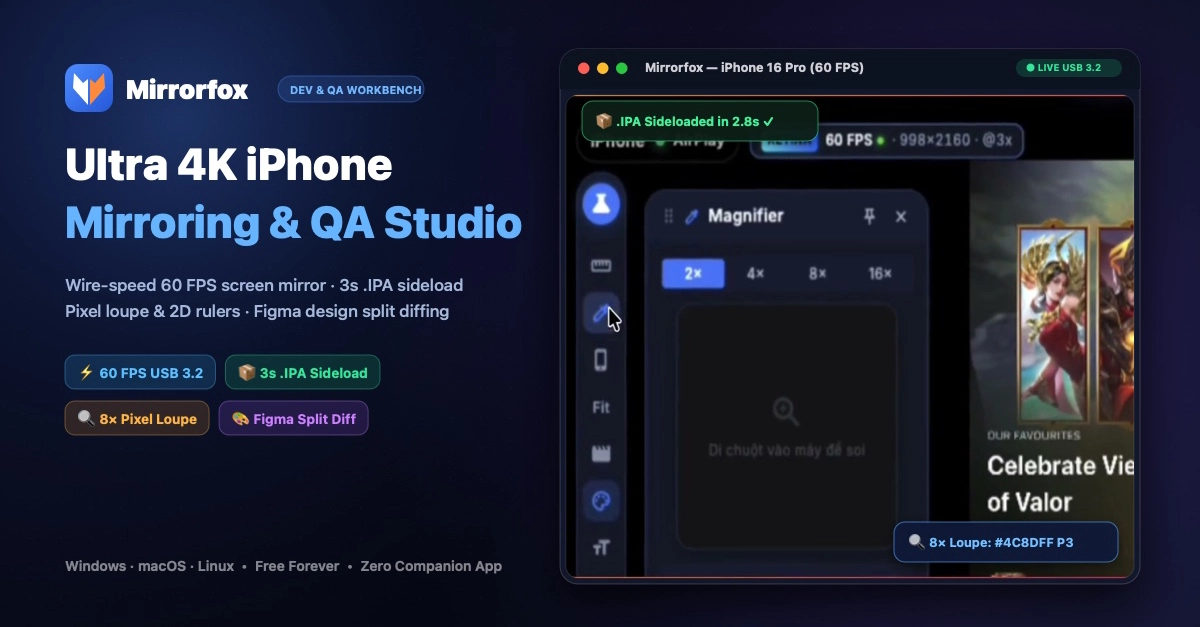 Mirrorfox
DEV & QA WORKBENCH
Ultra 4K iPhone
Mirroring & QA Studio
Wire-speed 60 FPS screen mirror · 3s .IPA sideload
Pixel loupe & 2D rulers · Figma design split diffing
⚡ 60 FPS USB 3.2
📦 3s .IPA Sideload
🔍 8× Pixel Loupe
🎨 Figma Split Diff
Windows · macOS · Linux • Free Forever • Zero Companion App
Mirrorfox — iPhone 16 Pro (60 FPS)
LIVE USB 3.2
📦 .IPA Sideloaded in 2.8s ✓
iPhone AirPlay
60 FPS · 998×2160 · @3x
Magnifier
2× 4× 8× 16×
Fit
Di chuột vào máy để soi
TT
OUR FAVOURITES
Celebrate Vie
of Valor
🔍 8× Loupe: #4C8DFF P3